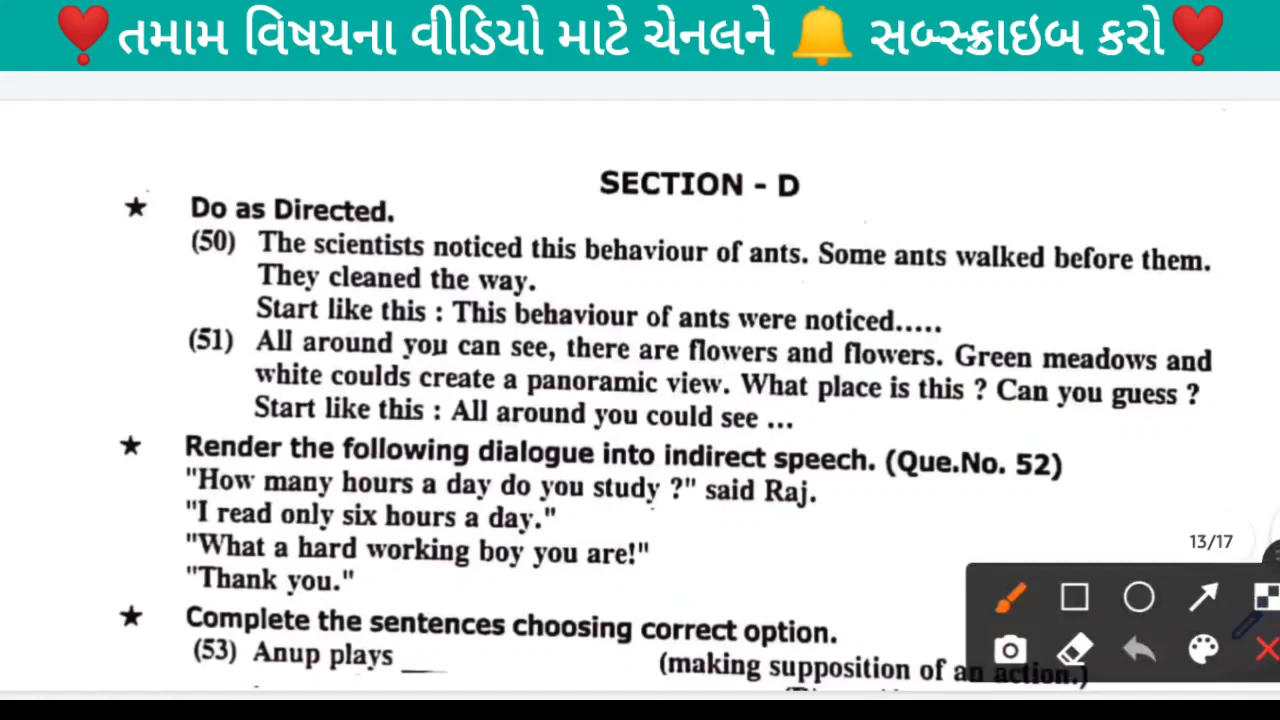 ❣️તમામ વિષયના વીડિયો માટે ચેનલને 🔔 સબ્સ્ક્રાઇબ કરો❣️
SECTION - D
★ Do as Directed.
(50) The scientists noticed this behaviour of ants. Some ants walked before them.
They cleaned the way.
Start like this : This behaviour of ants were noticed.....
(51) All around you can see, there are flowers and flowers. Green meadows and
white coulds create a panoramic view. What place is this ? Can you guess ?
Start like this : All around you could see ...
★ Render the following dialogue into indirect speech. (Que.No. 52)
"How many hours a day do you study ?" said Raj.
"I read only six hours a day."
"What a hard working boy you are!"
13/17
"Thank you."
★ Complete the sentences choosing correct option.
(53) Anup plays ___ (making supposition of an action.)